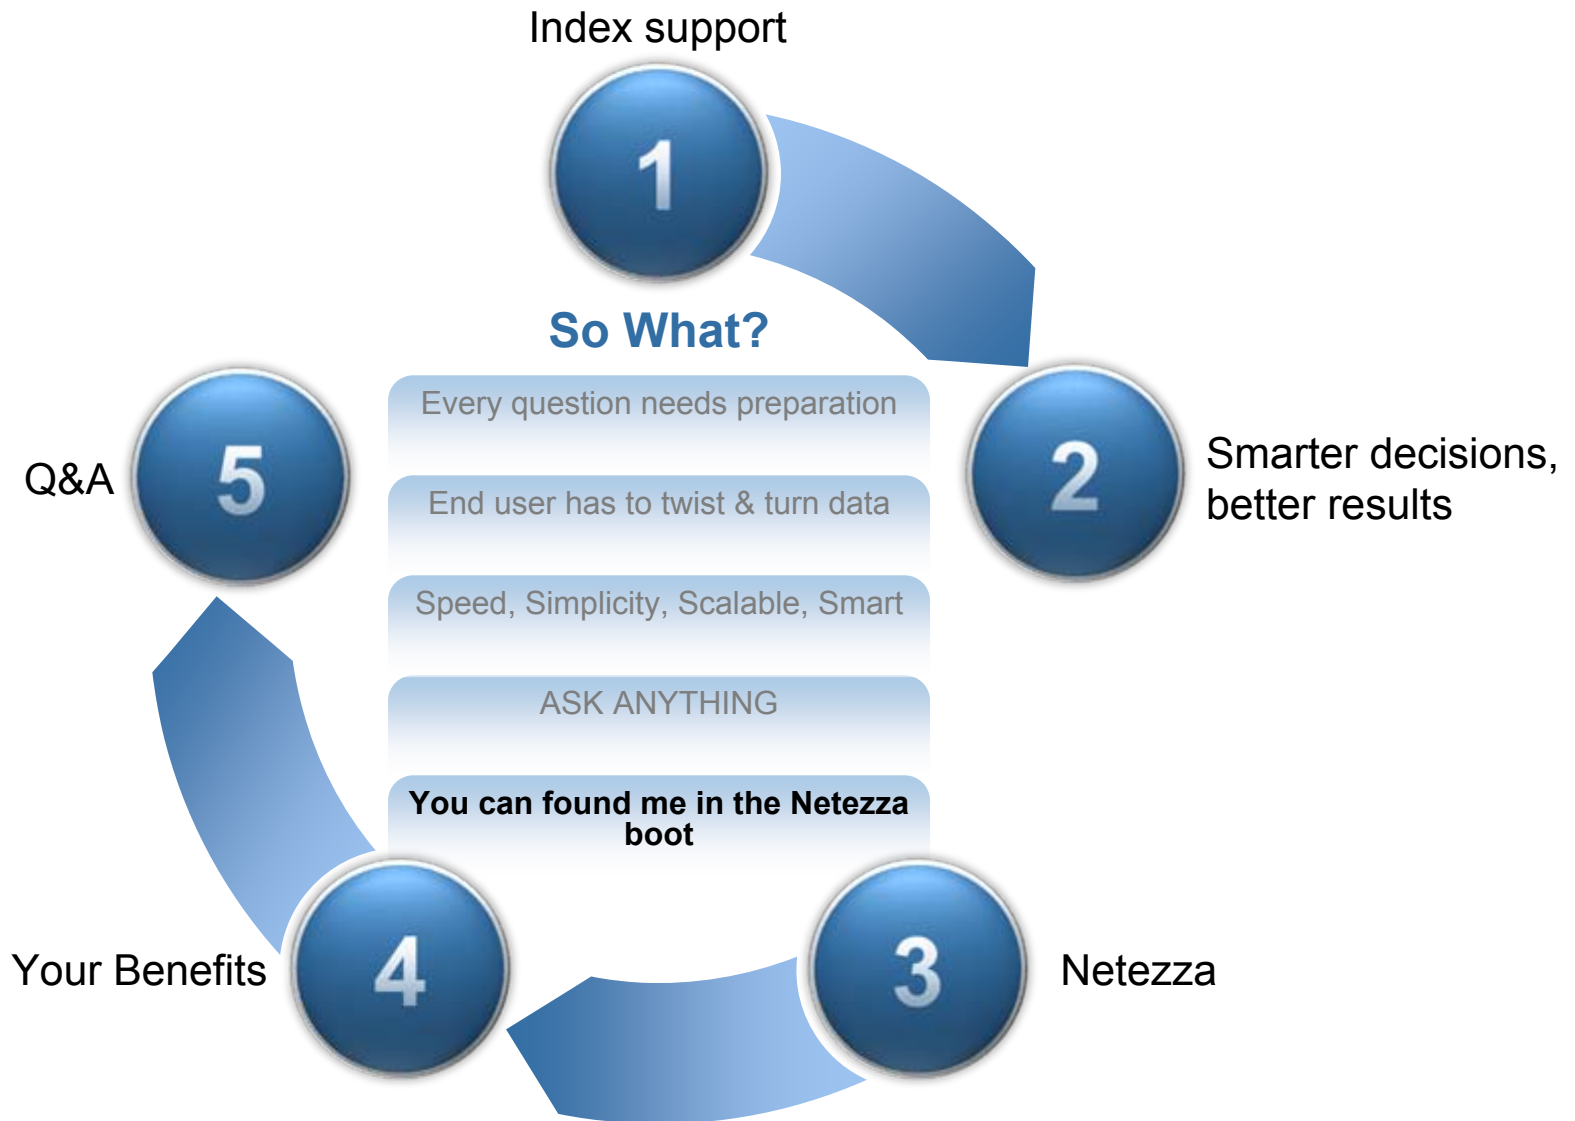 Index support
1
So What?
Every question needs preparation
End user has to twist & turn data
Speed, Simplicity, Scalable, Smart
ASK ANYTHING
You can found me in the Netezza
boot
2
Smarter decisions,
better results
3
Netezza
4
Your Benefits
5
Q&A